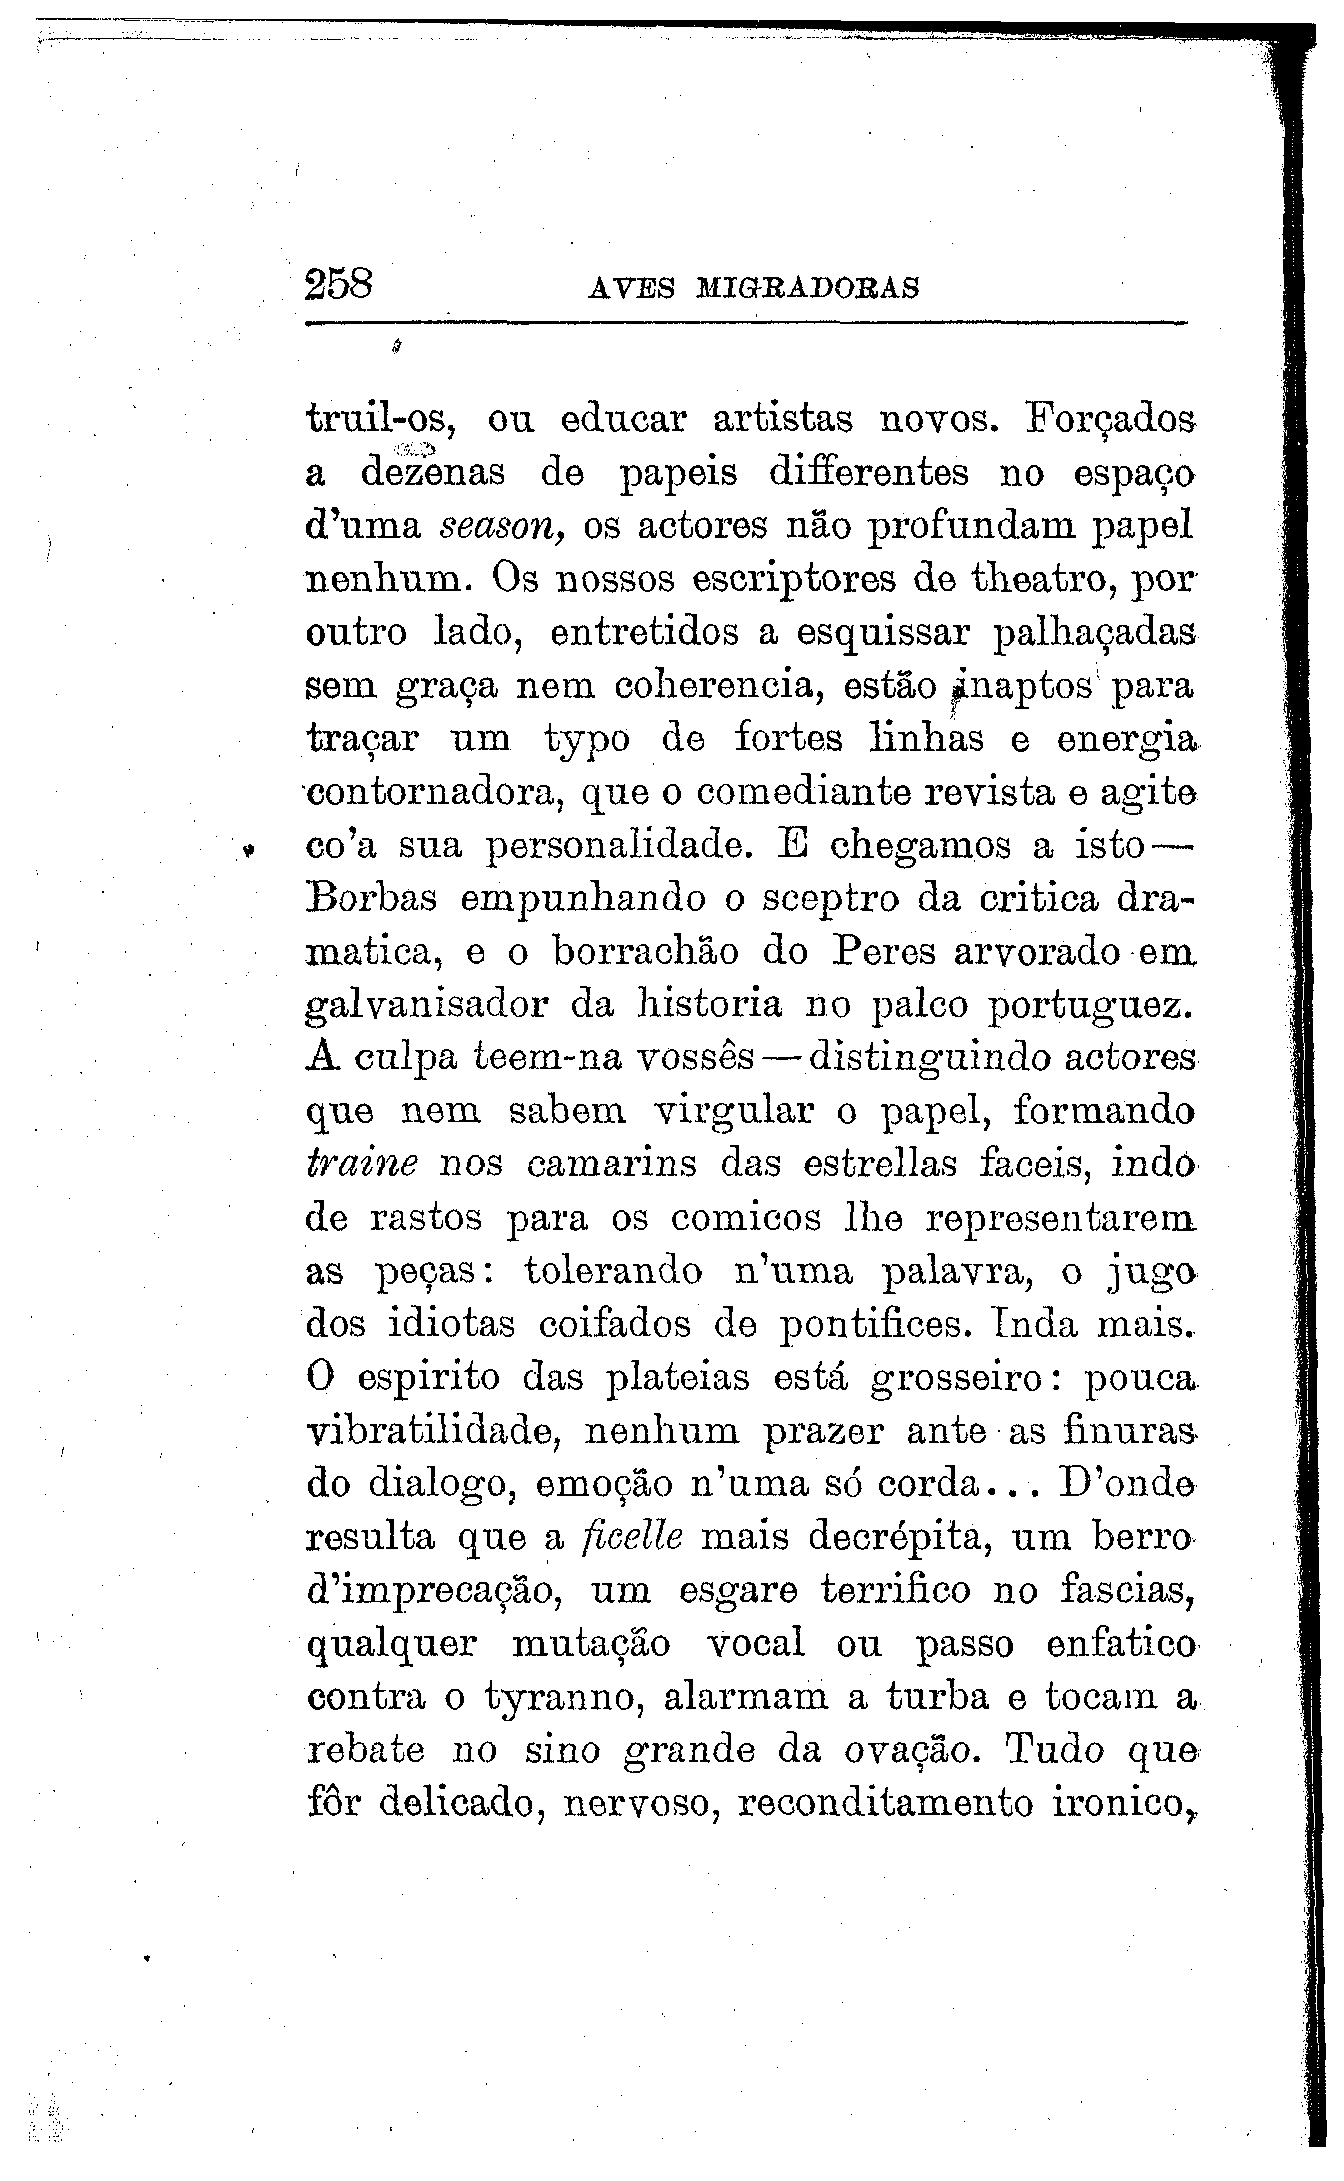 258 AVES MIGRADORAS
truil-os, ou educar artistas novos. Forçados
a dezenas de papeis differentes no espaço
d'uma season, os actores não profundam papel
nenhum. Os nossos escriptores de theatro, por
outro lado, entretidos a esquissar palhaçadas
sem graça nem coherencia, estão inaptos para
traçar um typo de fortes linhas e energia
contornadora, que o comediante revista e agite
co'a sua personalidade. E chegamos a isto—
Borbas empunhando o sceptro da critica dra-
matica, e o borrachão do Peres arvorado em
galvanisador da historia no palco portuguez.
A culpa teem-na vossês—distinguindo actores
que nem sabem virgular o papel, formando
traine nos camarins das estrellas faceis, indo
de rastos para os comicos lhe representarem
as peças: tolerando n'uma palavra, o jugo
dos idiotas coifados de pontifices. Inda mais.
O espirito das plateias está grosseiro: pouca
vibratilidade, nenhum prazer ante as finuras
do dialogo, emoção n'uma só corda... D'onde
resulta que a ficelle mais decrépita, um berro
d'imprecação, um esgare terrifico no fascias,
qualquer mutação vocal ou passo enfatico
contra o tyranno, alarmam a turba e tocam a
rebate no sino grande da ovação. Tudo que
fôr delicado, nervoso, reconditamento ironico,